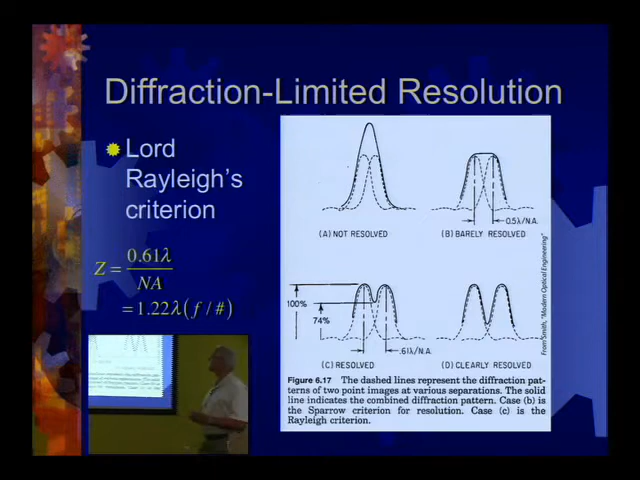 Diffraction-Limited Resolution
Lord
Rayleigh's
criterion
Z = 0.61λ / NA
= 1.22λ(f / #)
(A) NOT RESOLVED
(B) BARELY RESOLVED
0.5λ/N.A.
100%
74%
.61λ/N.A.
(C) RESOLVED
(D) CLEARLY RESOLVED
From Smith, "Modern Optical Engineering"
Figure 6.17 The dashed lines represent the diffraction pat-
terns of two point images at various separations. The solid
line indicates the combined diffraction pattern. Case (b) is
the Sparrow criterion for resolution. Case (c) is the
Rayleigh criterion.